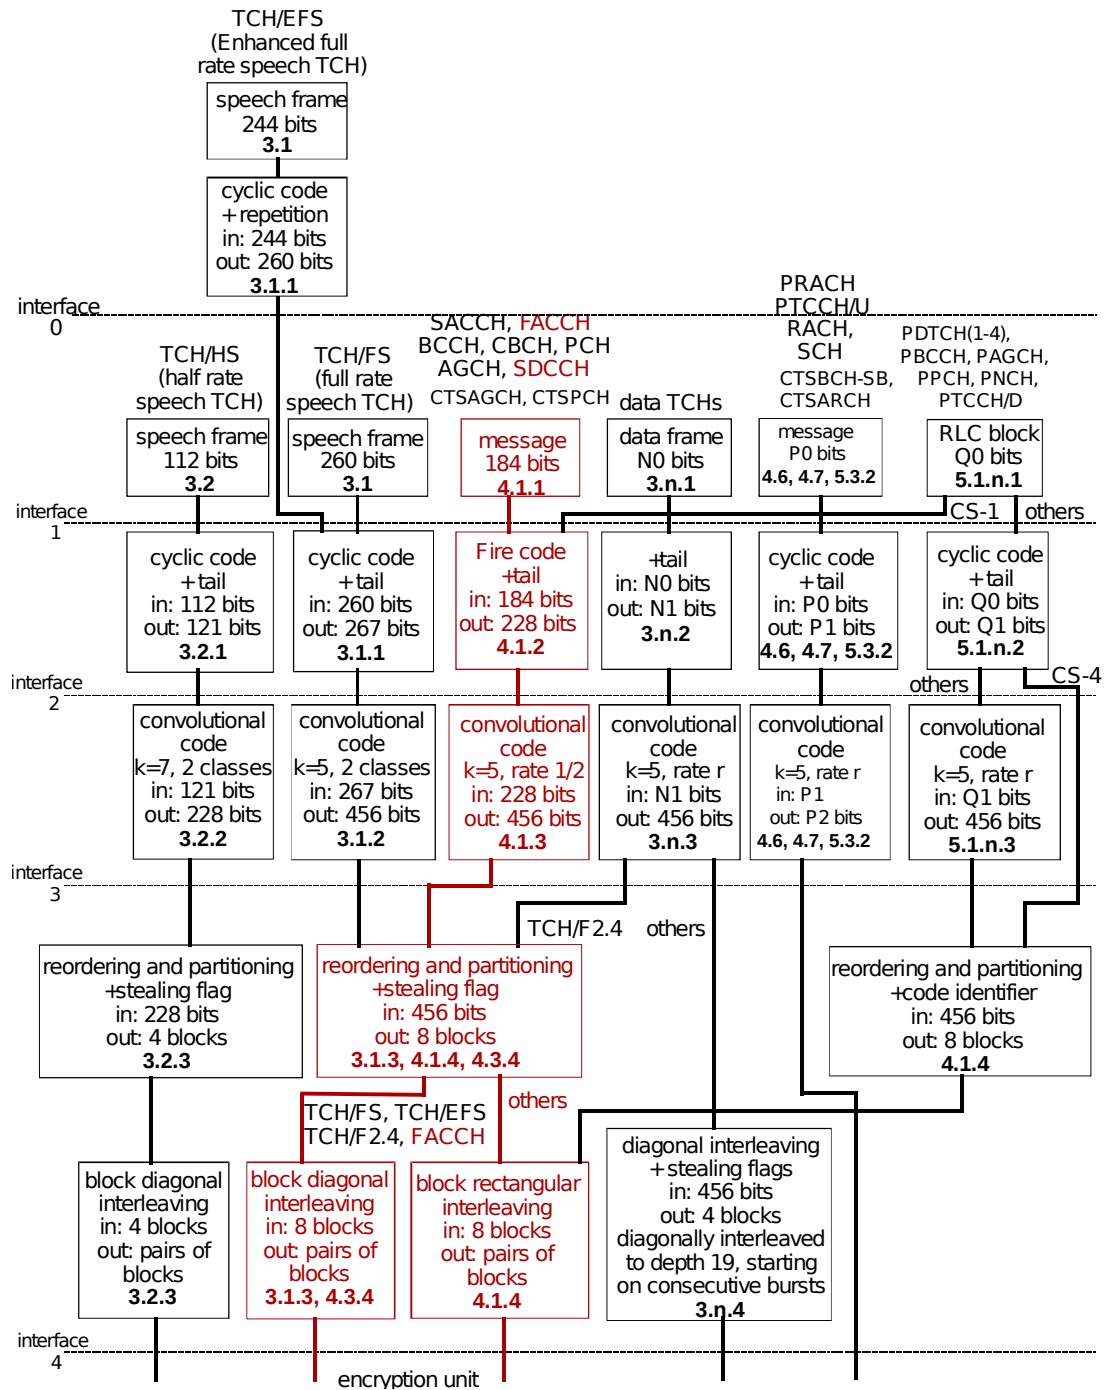 TCH/EFS
(Enhanced full
rate speech TCH)
speech frame
244 bits
3.1
cyclic code
+ repetition
in: 244 bits
out: 260 bits
3.1.1
interface
0
TCH/HS
(half rate
speech TCH)
TCH/FS
(full rate
speech TCH)
SACCH, FACCH
BCCH, CBCH, PCH
AGCH, SDCCH
CTSAGCH, CTSPCH
data TCHs
PRACH
PTCCH/U
RACH,
SCH
CTSBCH-SB,
CTSARCH
PDTCH(1-4),
PBCCH, PAGCH,
PPCH, PNCH,
PTCCH/D
speech frame
112 bits
3.2
speech frame
260 bits
3.1
message
184 bits
4.1.1
data frame
N0 bits
3.n.1
message
P0 bits
4.6, 4.7, 5.3.2
RLC block
Q0 bits
5.1.n.1
interface
1
CS-1
others
cyclic code
+ tail
in: 112 bits
out: 121 bits
3.2.1
cyclic code
+ tail
in: 260 bits
out: 267 bits
3.1.1
Fire code
+tail
in: 184 bits
out: 228 bits
4.1.2
+tail
in: N0 bits
out: N1 bits
3.n.2
cyclic code
+ tail
in: P0 bits
out: P1 bits
4.6, 4.7, 5.3.2
cyclic code
+ tail
in: Q0 bits
out: Q1 bits
5.1.n.2
interface
2
others
CS-4
convolutional
code
k=7, 2 classes
in: 121 bits
out: 228 bits
3.2.2
convolutional
code
k=5, 2 classes
in: 267 bits
out: 456 bits
3.1.2
convolutional
code
k=5, rate 1/2
in: 228 bits
out: 456 bits
4.1.3
convolutional
code
k=5, rate r
in: N1 bits
out: 456 bits
3.n.3
convolutional
code
k=5, rate r
in: P1
out: P2 bits
4.6, 4.7, 5.3.2
convolutional
code
k=5, rate r
in: Q1 bits
out: 456 bits
5.1.n.3
interface
3
TCH/F2.4
others
reordering and partitioning
+stealing flag
in: 228 bits
out: 4 blocks
3.2.3
reordering and partitioning
+stealing flag
in: 456 bits
out: 8 blocks
3.1.3, 4.1.4, 4.3.4
reordering and partitioning
+code identifier
in: 456 bits
out: 8 blocks
4.1.4
TCH/FS, TCH/EFS
TCH/F2.4, FACCH
others
block diagonal
interleaving
in: 4 blocks
out: pairs of
blocks
3.2.3
block diagonal
interleaving
in: 8 blocks
out: pairs of
blocks
3.1.3, 4.3.4
block rectangular
interleaving
in: 8 blocks
out: pairs of
blocks
4.1.4
diagonal interleaving
+ stealing flags
in: 456 bits
out: 4 blocks
diagonally interleaved
to depth 19, starting
on consecutive bursts
3.n.4
interface
4
encryption unit